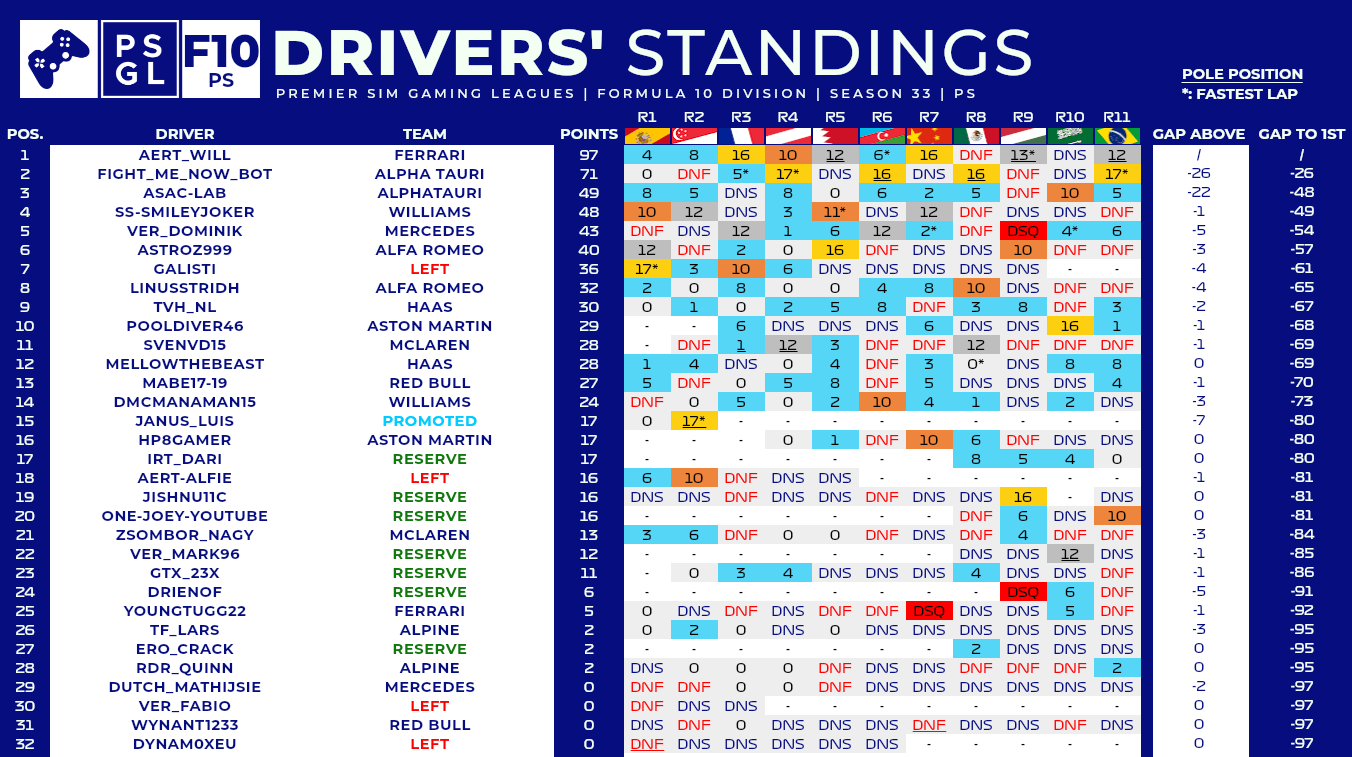 PS GL F10 PS DRIVERS' STANDINGS
PREMIER SIM GAMING LEAGUES | FORMULA 10 DIVISION | SEASON 33 | PS
POLE POSITION
*: FASTEST LAP
R1 R2 R3 R4 R5 R6 R7 R8 R9 R10 R11
POS. DRIVER TEAM POINTS GAP ABOVE GAP TO 1ST
1 AERT_WILL FERRARI 97 4 8 16 10 12 6* 16 DNF 13* DNS 12 / /
2 FIGHT_ME_NOW_BOT ALPHA TAURI 71 0 DNF 5* 17* DNS 16 DNF 16 DNF DNS 17* -26 -26
3 ASAC-LAB ALPHATAURI 49 8 5 DNS 8 0 6 2 5 DNF 10 5 -22 -48
4 SS-SMILEYJOKER WILLIAMS 48 10 12 DNS 3 11* DNS 12 DNF DNS DNS DNF -1 -49
5 VER_DOMINIK MERCEDES 43 DNF DNS 12 1 6 12 2* DNF DSQ 4* 6 -5 -54
6 ASTROZ999 ALFA ROMEO 40 12 DNF 2 0 16 DNF DNS DNS 10 DNF DNF -3 -57
7 GALISTI LEFT 36 17* 3 10 6 DNS DNS DNS DNS DNS - - -4 -61
8 LINUSSTRIDH ALFA ROMEO 32 2 0 8 0 0 4 8 10 DNS DNF DNF -4 -65
9 TVH_NL HAAS 30 0 1 0 2 5 8 DNF 3 8 DNF 3 -2 -67
10 POOLDIVER46 ASTON MARTIN 29 - - 6 DNS DNS DNS 6 DNS DNS 16 1 -1 -68
11 SVENVD15 MCLAREN 28 - DNF 1 12 3 DNF DNF 12 DNF DNF DNF -1 -69
12 MELLOWTHEBEAST HAAS 28 1 4 DNS 0 4 DNF 3 0* DNS 8 8 0 -69
13 MABE17-19 RED BULL 27 5 DNF 0 5 8 DNF 5 DNS DNS DNS 4 -1 -70
14 DMCMANAMAN15 WILLIAMS 24 DNF 0 5 0 2 10 4 1 DNS 2 DNS -3 -73
15 JANUS_LUIS PROMOTED 17 0 17* - - - - - - - - - -7 -80
16 HP8GAMER ASTON MARTIN 17 - - - 0 1 DNF 10 6 DNF DNS DNS 0 -80
17 IRT_DARI RESERVE 17 - - - - - - - 8 5 4 0 0 -80
18 AERT-ALFIE LEFT 16 6 10 DNF DNS DNS - - - - - - -1 -81
19 JISHNU11C RESERVE 16 DNS DNS DNF DNS DNS DNF DNS DNS 16 - DNS 0 -81
20 ONE-JOEY-YOUTUBE RESERVE 16 - - - - - - - DNF 6 DNS 10 0 -81
21 ZSOMBOR_NAGY MCLAREN 13 3 6 DNF 0 0 DNF DNS DNF 4 DNF DNF -3 -84
22 VER_MARK96 RESERVE 12 - - - - - - - DNS DNS 12 DNS -1 -85
23 GTX_23X RESERVE 11 - 0 3 4 DNS DNS DNS 4 DNS DNS DNF -1 -86
24 DRIENOF RESERVE 6 - - - - - - - - DSQ 6 DNF -5 -91
25 YOUNGTUGG22 FERRARI 5 0 DNS DNF DNS DNF DNF DSQ DNS DNS 5 DNF -1 -92
26 TF_LARS ALPINE 2 0 2 0 DNS 0 DNS DNS DNS DNS DNS DNS -3 -95
27 ERO_CRACK RESERVE 2 - - - - - - - 2 DNS DNS DNS 0 -95
28 RDR_QUINN ALPINE 2 DNS 0 0 0 DNF DNS DNS DNF DNF DNF 2 0 -95
29 DUTCH_MATHIJSIE MERCEDES 0 DNF DNF 0 0 DNF DNS DNS DNS DNS DNS DNS -2 -97
30 VER_FABIO LEFT 0 DNF DNS DNS - - - - - - - - 0 -97
31 WYNANT1233 RED BULL 0 DNS DNF 0 DNS DNS DNS DNF DNS DNS DNF DNS 0 -97
32 DYNAM0XEU LEFT 0 DNF DNS DNS DNS DNS DNS - - - - - 0 -97